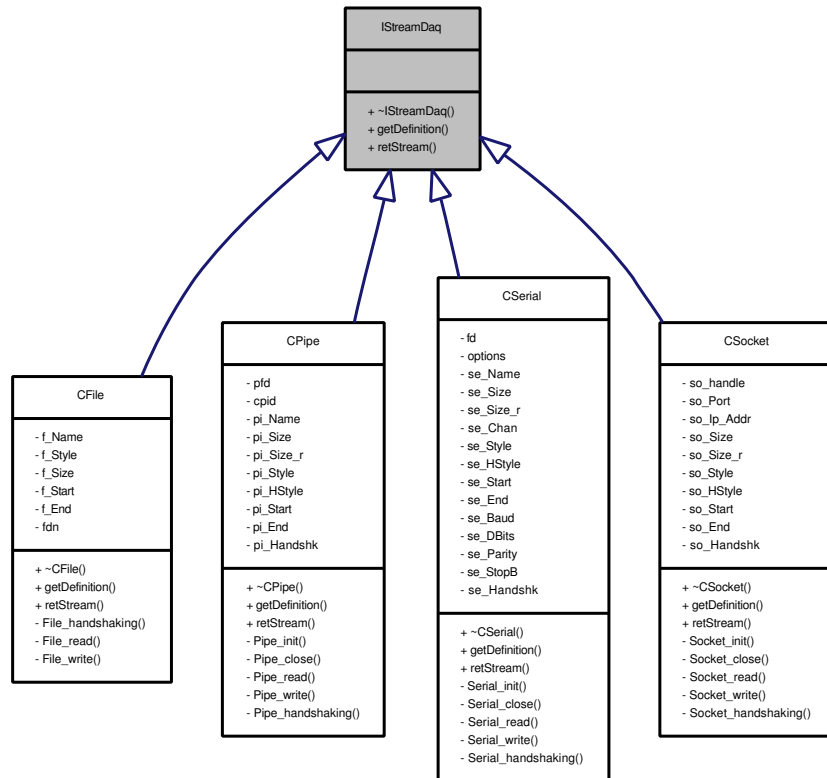 IStreamDaq
+ ~IStreamDaq()
+ getDefinition()
+ retStream()
CFile
- f_Name
- f_Style
- f_Size
- f_Start
- f_End
- fdn
+ ~CFile()
+ getDefinition()
+ retStream()
- File_handshaking()
- File_read()
- File_write()
CPipe
- pfd
- cpid
- pi_Name
- pi_Size
- pi_Size_r
- pi_Style
- pi_HStyle
- pi_Start
- pi_End
- pi_Handshk
+ ~CPipe()
+ getDefinition()
+ retStream()
- Pipe_init()
- Pipe_close()
- Pipe_read()
- Pipe_write()
- Pipe_handshaking()
CSerial
- fd
- options
- se_Name
- se_Size
- se_Size_r
- se_Chan
- se_Style
- se_HStyle
- se_Start
- se_End
- se_Baud
- se_DBits
- se_Parity
- se_StopB
- se_Handshk
+ ~CSerial()
+ getDefinition()
+ retStream()
- Serial_init()
- Serial_close()
- Serial_read()
- Serial_write()
- Serial_handshaking()
CSocket
- so_handle
- so_Port
- so_Ip_Addr
- so_Size
- so_Size_r
- so_Style
- so_HStyle
- so_Start
- so_End
- so_Handshk
+ ~CSocket()
+ getDefinition()
+ retStream()
- Socket_init()
- Socket_close()
- Socket_read()
- Socket_write()
- Socket_handshaking()